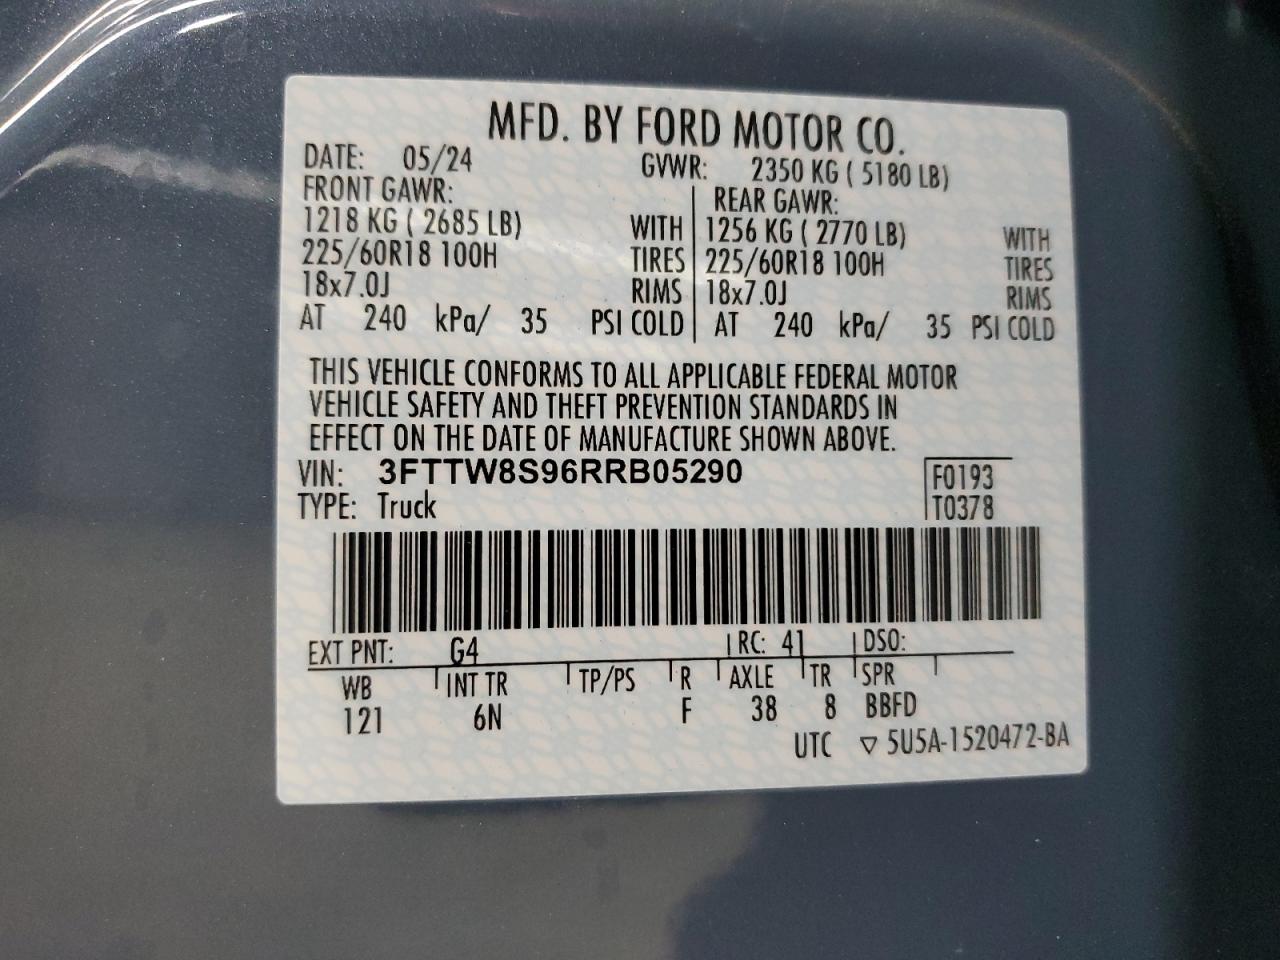 MFD. BY FORD MOTOR CO.
DATE: 05/24 GVWR: 2350 KG ( 5180 LB)
FRONT GAWR: REAR GAWR:
1218 KG ( 2685 LB) WITH 1256 KG ( 2770 LB) WITH
225/60R18 100H TIRES 225/60R18 100H TIRES
18x7.0J RIMS 18x7.0J RIMS
AT 240 kPa/ 35 PSI COLD AT 240 kPa/ 35 PSI COLD
THIS VEHICLE CONFORMS TO ALL APPLICABLE FEDERAL MOTOR
VEHICLE SAFETY AND THEFT PREVENTION STANDARDS IN
EFFECT ON THE DATE OF MANUFACTURE SHOWN ABOVE.
VIN: 3FTTW8S96RRB05290 F0193
TYPE: Truck T0378
EXT PNT: G4 RC: 41 DSO:
WB INT TR TP/PS R AXLE TR SPR
121 6N F 38 8 BBFD
UTC ▽ 5U5A-1520472-BA